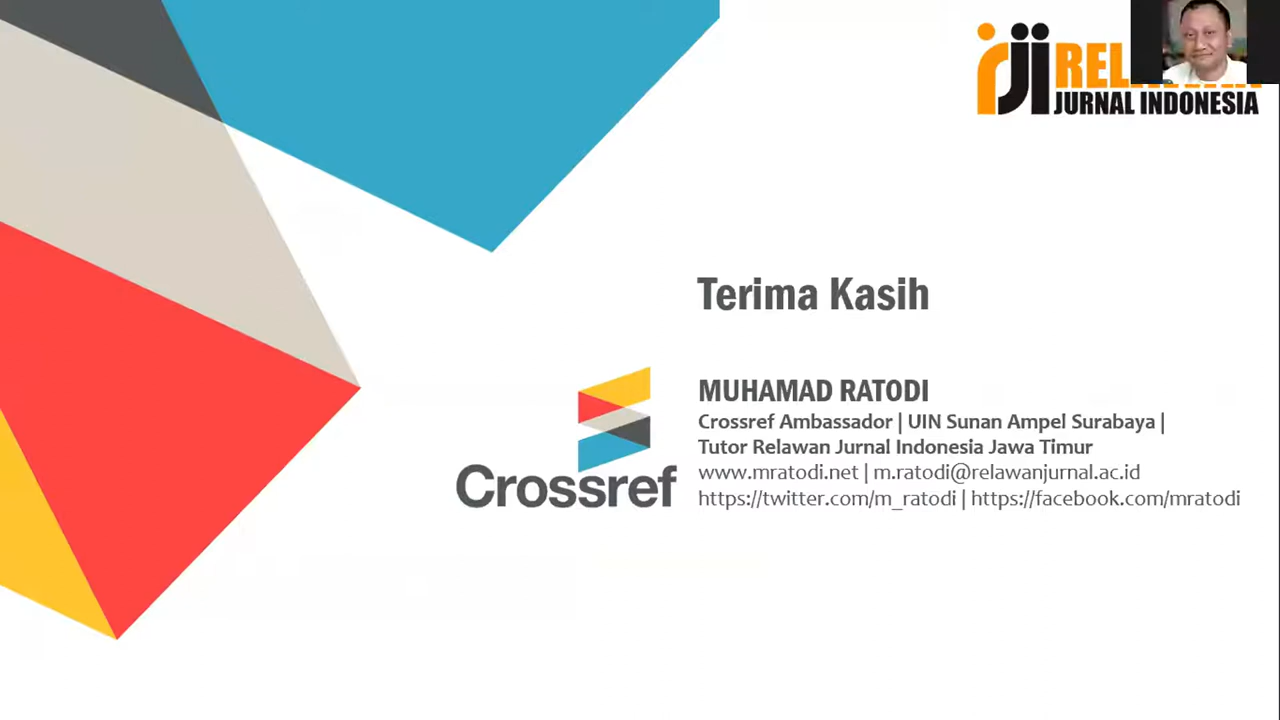 JURNAL INDONESIA
Terima Kasih
MUHAMAD RATODI
Crossref Ambassador | UIN Sunan Ampel Surabaya |
Tutor Relawan Jurnal Indonesia Jawa Timur
www.mratodi.net | m.ratodi@relawanjurnal.ac.id
https://twitter.com/m_ratodi | https://facebook.com/mratodi
Crossref